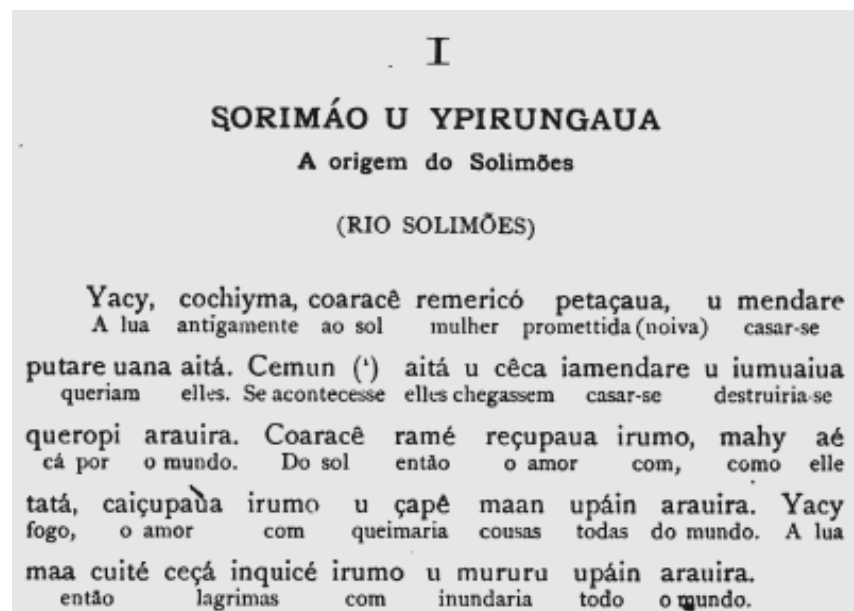 I
SORIMÁO U YPIRUNGAUA
A origem do Solimões
(RIO SOLIMÕES)
Yacy, cochiyma, coaracê remericó petaçaua, u mendare
A lua antigamente ao sol mulher promettida (noiva) casar-se
putare uana aitá. Cemun (‘) aitá u cêca iamendare u iumuaiua
queriam elles. Se acontecesse elles chegassem casar-se destruiria-se
queropi arauira. Coaracê ramé reçupaua irumo, mahy aé
cá por o mundo. Do sol então o amor com, como elle
tatá, caiçupaua irumo u çapê maan upáin arauira. Yacy
fogo, o amor com queimaria cousas todas do mundo. A lua
maa cuité ceçá inquicé irumo u mururu upáin arauira.
então lagrimas com inundaria todo o mundo.